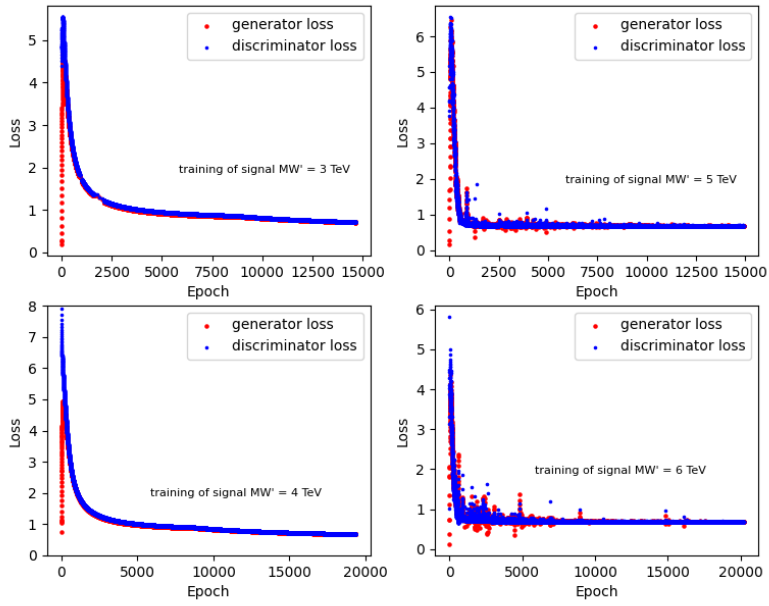 generator loss
discriminator loss
training of signal MW' = 3 TeV
Loss
5
4
3
2
1
0
0
2500
5000
7500
10000
12500
15000
Epoch
generator loss
discriminator loss
training of signal MW' = 5 TeV
Loss
6
5
4
3
2
1
0
0
2500
5000
7500
10000
12500
15000
Epoch
generator loss
discriminator loss
training of signal MW' = 4 TeV
Loss
8
7
6
5
4
3
2
1
0
0
5000
10000
15000
20000
Epoch
generator loss
discriminator loss
training of signal MW' = 6 TeV
Loss
6
5
4
3
2
1
0
0
5000
10000
15000
20000
Epoch